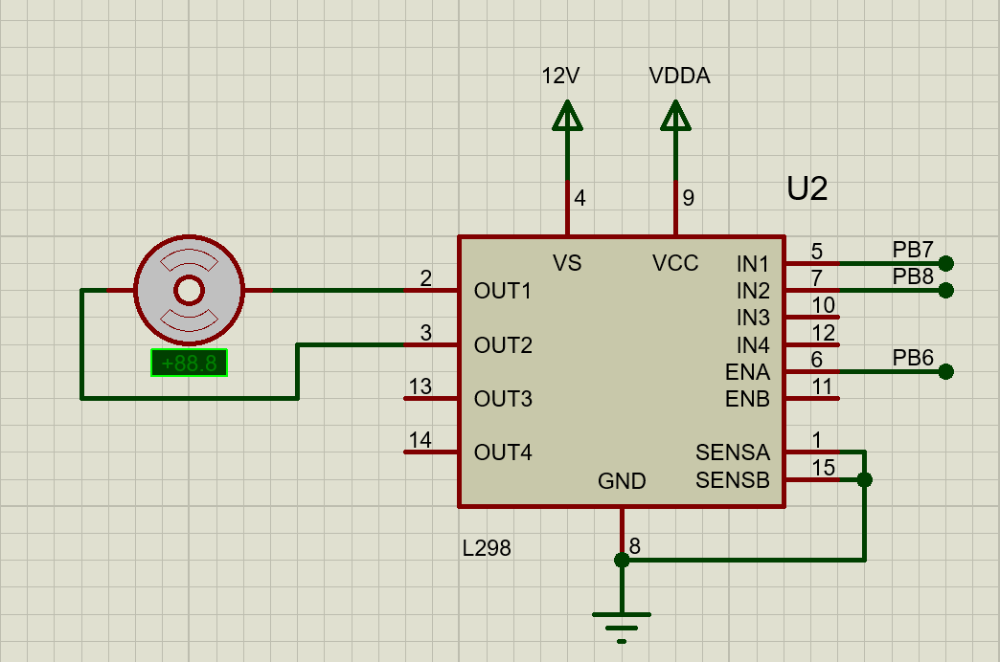 12V VDDA
U2
4 9
VS VCC
5 PB7
IN1
2 OUT1
7 PB8
IN2
10
IN3
3 OUT2
12
IN4
+88.8
6 PB6
ENA
13 OUT3
11
ENB
14 OUT4
1
SENSA
15
SENSB
GND
8
L298